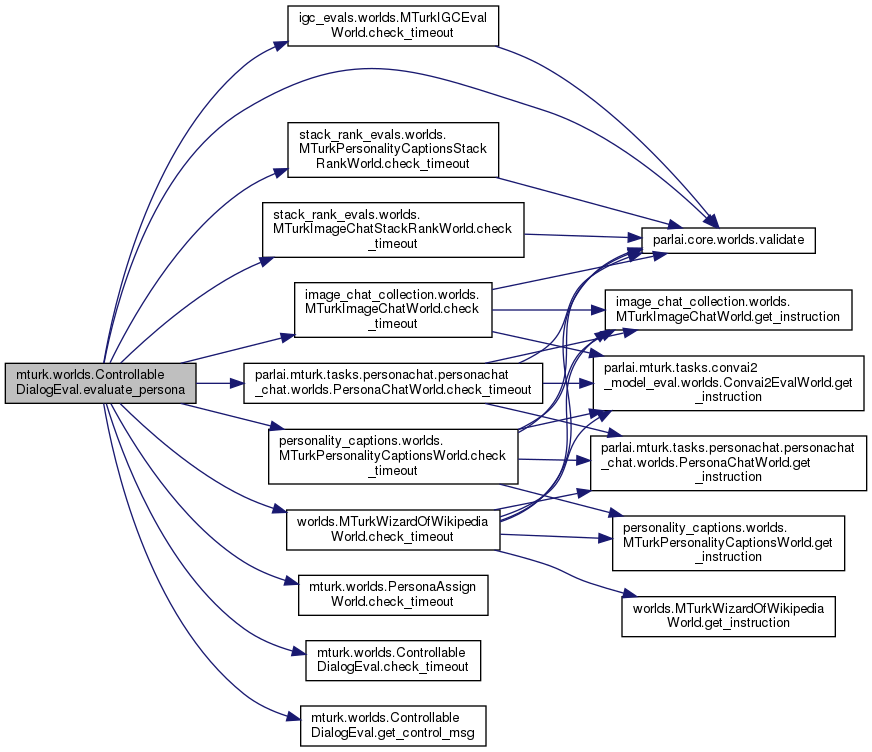 igc_evals.worlds.MTurkIGCEval
World.check_timeout
stack_rank_evals.worlds.
MTurkPersonalityCaptionsStack
RankWorld.check_timeout
stack_rank_evals.worlds.
MTurkImageChatStackRankWorld.check
_timeout
parlai.core.worlds.validate
image_chat_collection.worlds.
MTurkImageChatWorld.check
_timeout
image_chat_collection.worlds.
MTurkImageChatWorld.get_instruction
mturk.worlds.Controllable
DialogEval.evaluate_persona
parlai.mturk.tasks.personachat.personachat
_chat.worlds.PersonaChatWorld.check_timeout
parlai.mturk.tasks.convai2
_model_eval.worlds.Convai2EvalWorld.get
_instruction
personality_captions.worlds.
MTurkPersonalityCaptionsWorld.check
_timeout
parlai.mturk.tasks.personachat.personachat
_chat.worlds.PersonaChatWorld.get
_instruction
worlds.MTurkWizardOfWikipedia
World.check_timeout
personality_captions.worlds.
MTurkPersonalityCaptionsWorld.get
_instruction
mturk.worlds.PersonaAssign
World.check_timeout
worlds.MTurkWizardOfWikipedia
World.get_instruction
mturk.worlds.Controllable
DialogEval.check_timeout
mturk.worlds.Controllable
DialogEval.get_control_msg